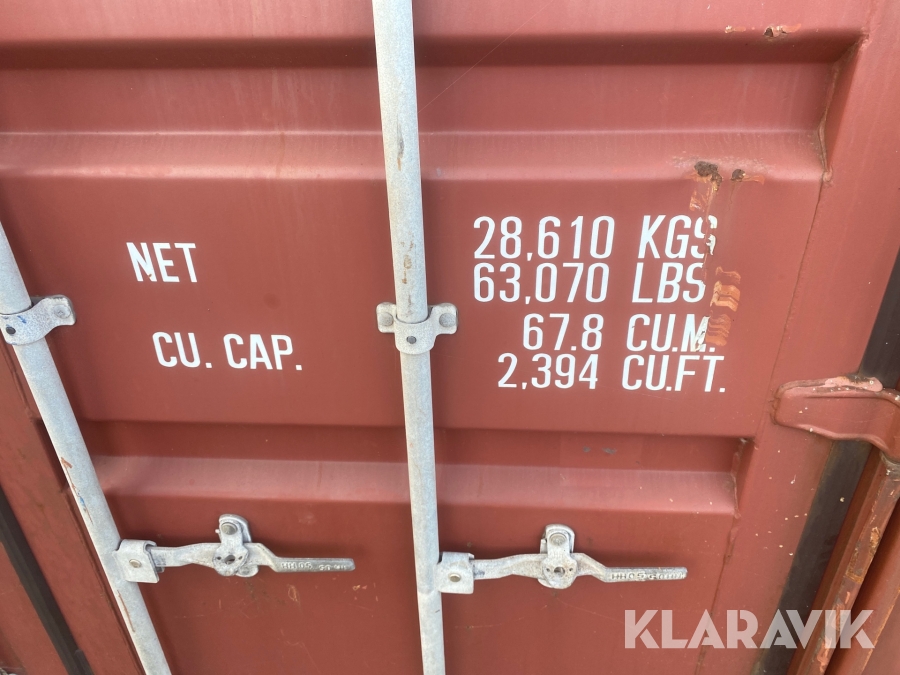 NET 28,610 KGS
63,070 LBS
CU. CAP. 67.8 CU.M.
2,394 CU.FT.
KLARAVIK